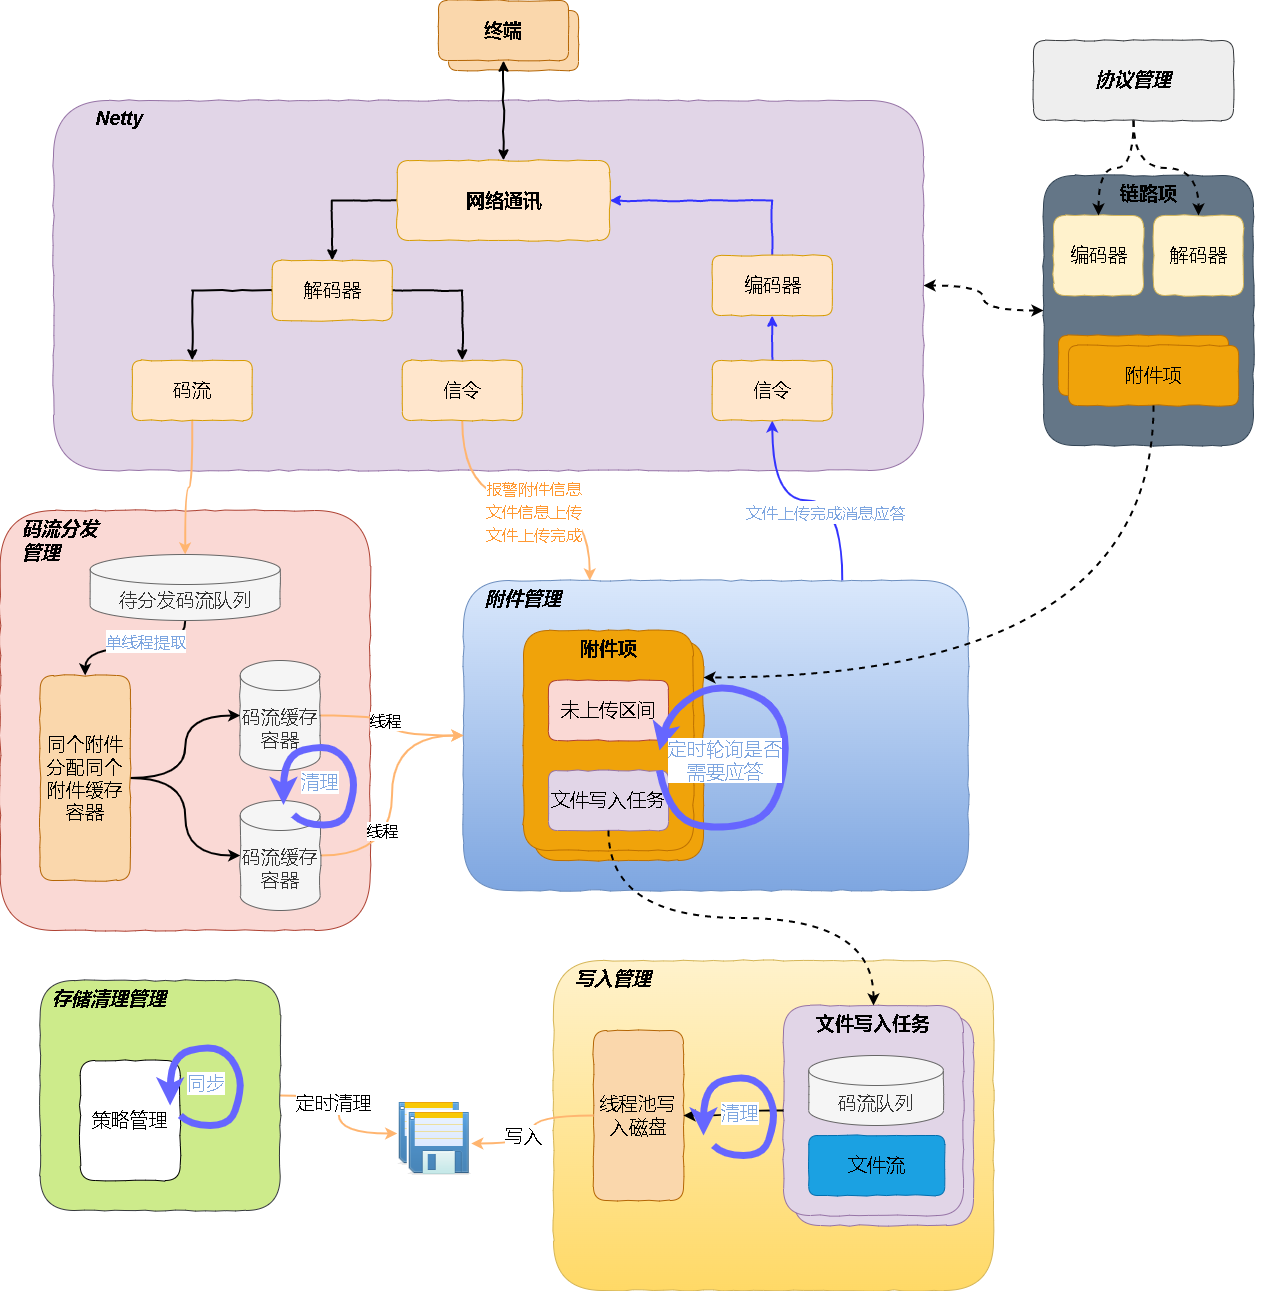 终端
协议管理
Netty
网络通讯
链路项
编码器
解码器
解码器
编码器
附件项
码流
信令
信令
报警附件信息
文件信息上传
文件上传完成
文件上传完成消息应答
码流分发
管理
待分发码流队列
单线程提取
同个附件
分配同个
附件缓存
容器
码流缓存
容器
清理
码流缓存
容器
线程
线程
附件管理
附件项
未上传区间
定时轮询是否
需要应答
文件写入任务
存储清理管理
策略管理
同步
定时清理
写入
写入管理
线程池写
入磁盘
清理
文件写入任务
码流队列
文件流